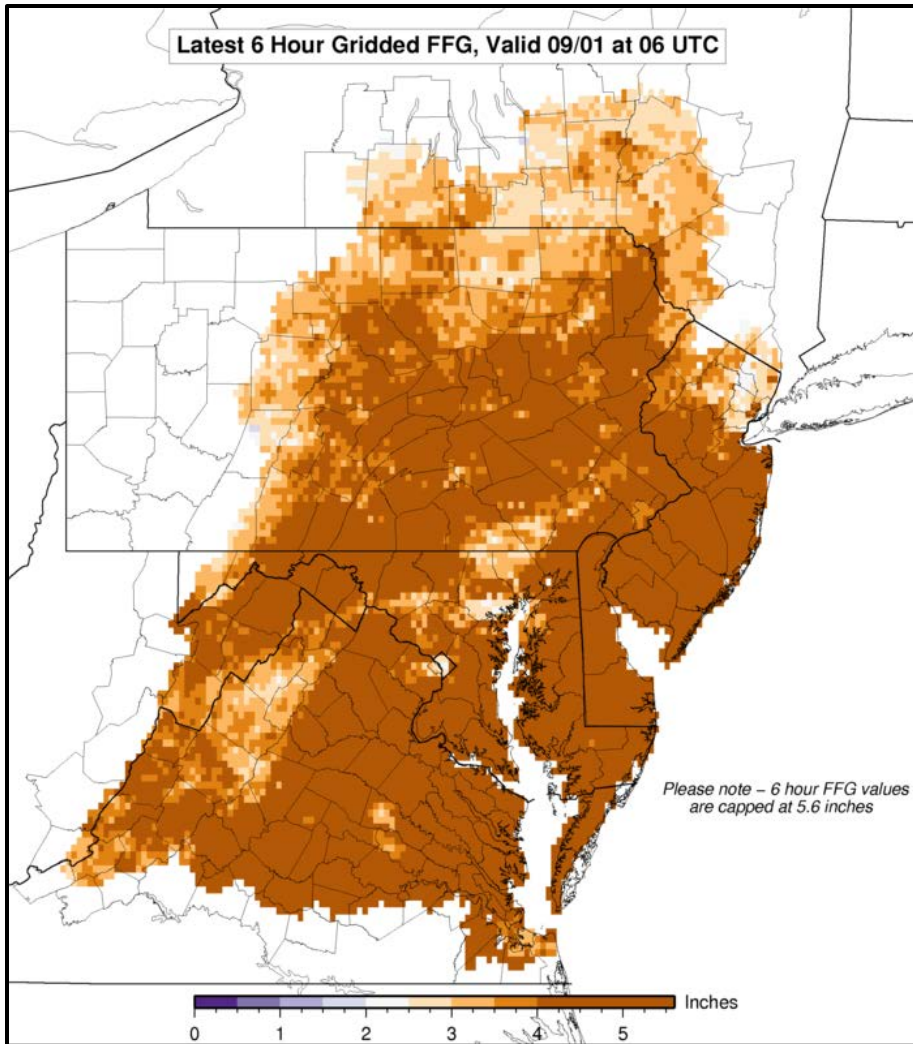 Latest 6 Hour Gridded FFG, Valid 09/01 at 06 UTC
Please note – 6 hour FFG values
are capped at 5.6 inches
Inches
0 1 2 3 4 5